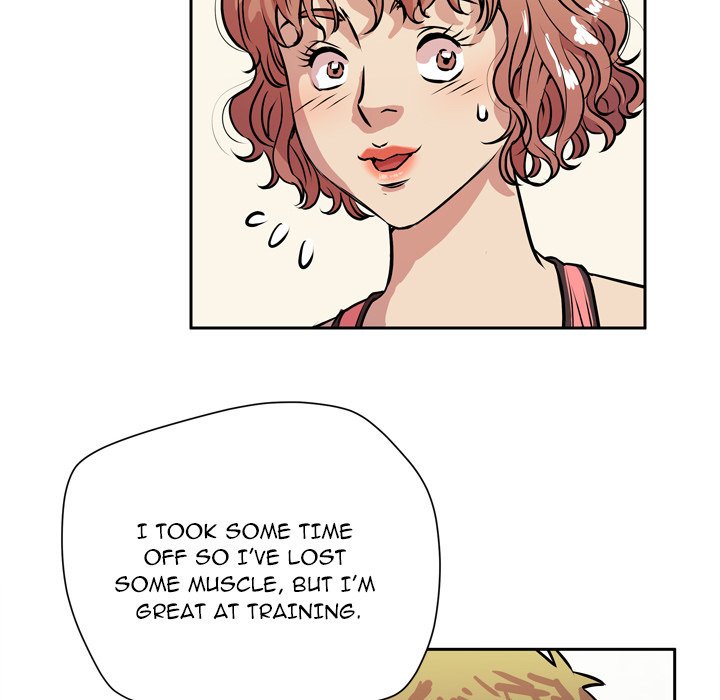 I TOOK SOME TIME
OFF SO I'VE LOST
SOME MUSCLE, BUT I'M
GREAT AT TRAINING.